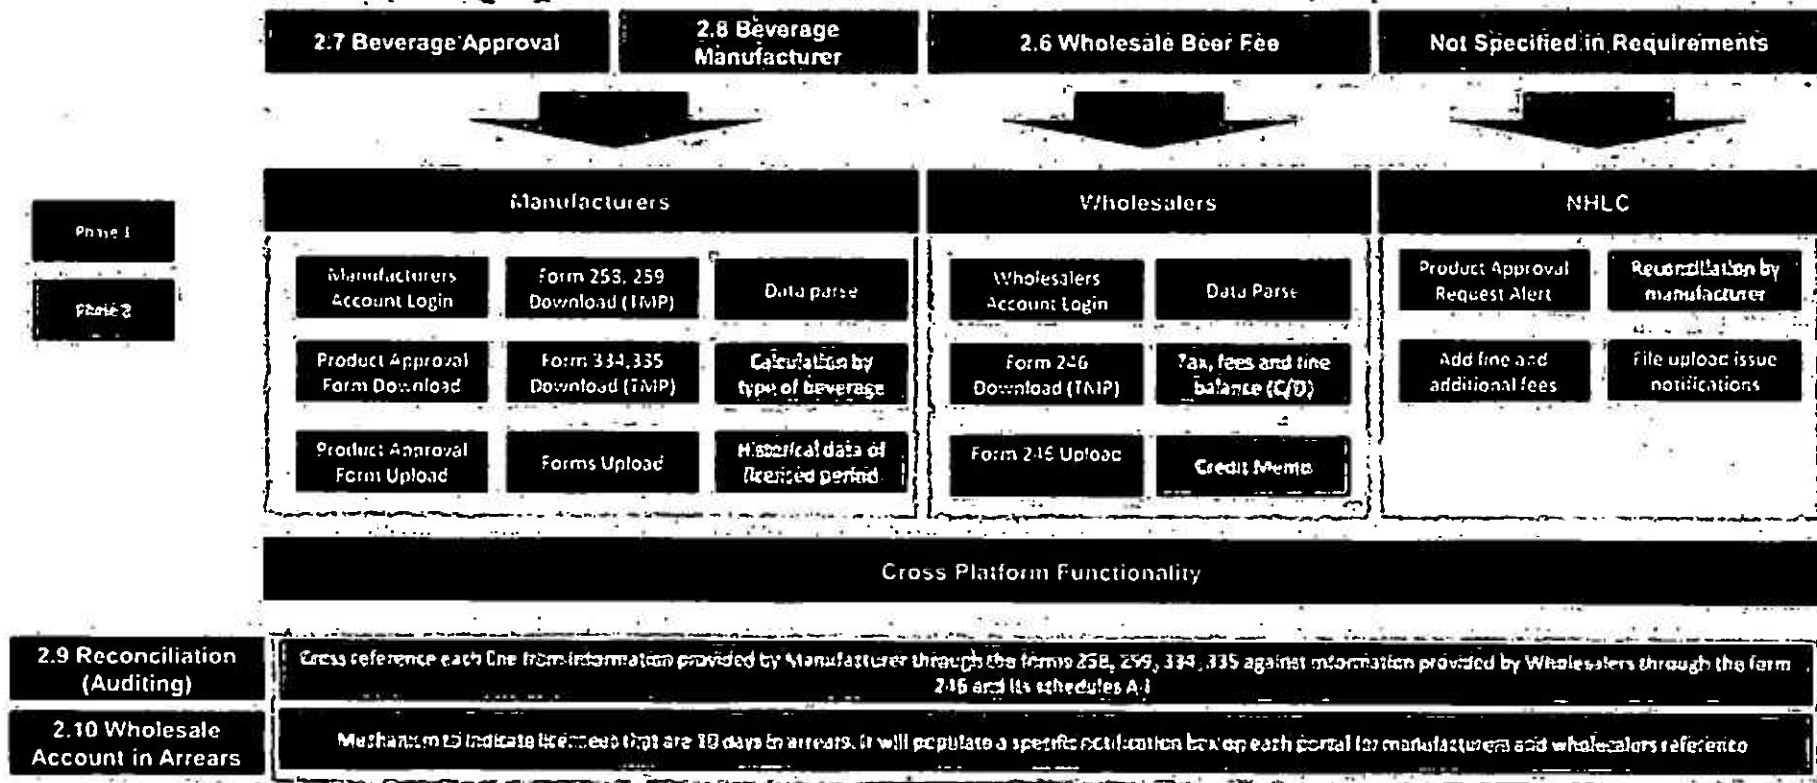 2.7 Beverage Approval
2.8 Beverage
Manufacturer
2.6 Wholesale Beer Fee
Not Specified in Requirements
Manufacturers
Wholesalers
NHLC
Phase 1
Phase 2
Manufacturers
Account Login
Form 258, 259
Download (TMP)
Data parse
Wholesalers
Account Login
Data Parse
Product Approval
Request Alert
Reconciliation by
manufacturer
Product Approval
Form Download
Form 334,335
Download (TMP)
Calculation by
type of beverage
Form 246
Download (TMP)
Tax, fees and fine
balance (C/D)
Add fine and
additional fees
File upload issue
notifications
Product Approval
Form Upload
Forms Upload
Historical data of
licensed period
Form 246 Upload
Credit Memo
Cross Platform Functionality
2.9 Reconciliation
(Auditing)
Cross reference each line from information provided by Manufacturer through the forms 258, 259, 334, 335 against information provided by Wholesalers through the form
246 and its schedules
2.10 Wholesale
Account in Arrears
Mechanism to indicate licensees that are days in arrears. It will populate a specific notification box on each portal for manufacturers and wholesalers reference